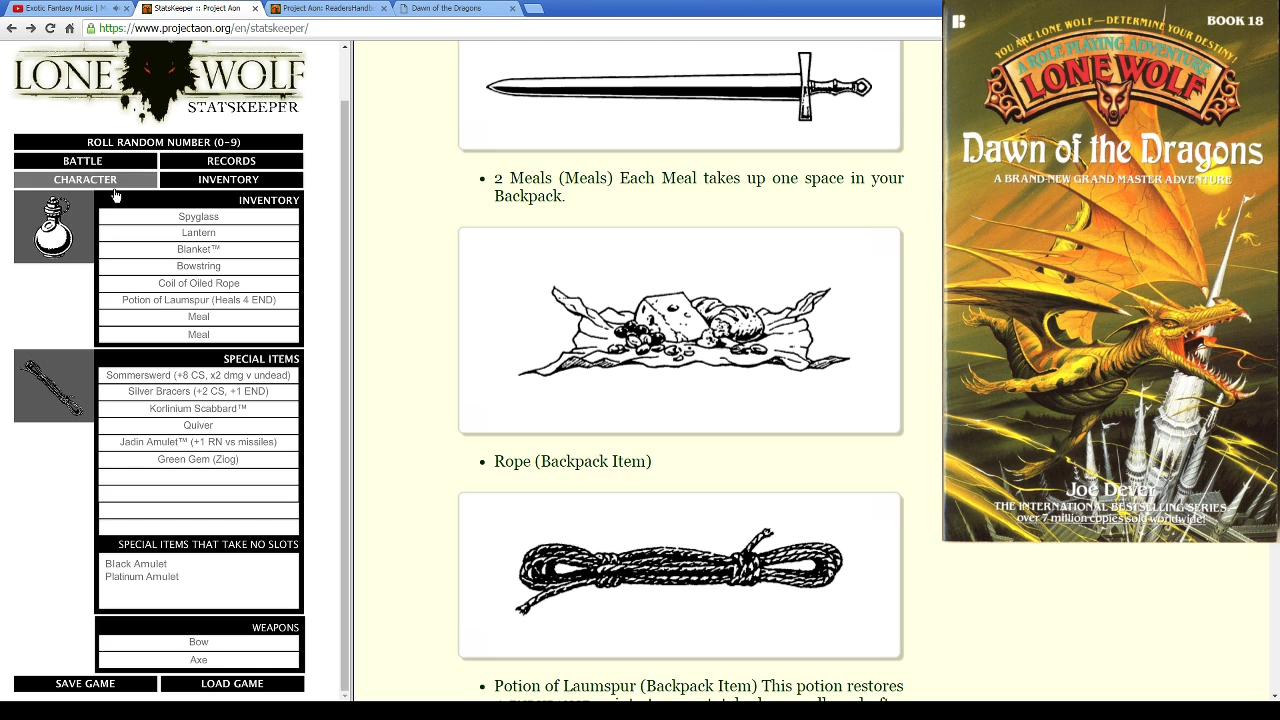 Exotic Fantasy Music | M
StatsKeeper :: Project Aon
Project Aon: ReadersHandb
Dawn of the Dragons
https://www.projectaon.org/en/statskeeper/
LONE WOLF
STATSKEEPER
ROLL RANDOM NUMBER (0-9)
BATTLE
RECORDS
CHARACTER
INVENTORY
INVENTORY
Spyglass
Lantern
Blanket™
Bowstring
Coil of Oiled Rope
Potion of Laumspur (Heals 4 END)
Meal
Meal
SPECIAL ITEMS
Sommerswerd (+8 CS, x2 dmg v undead)
Silver Bracers (+2 CS, +1 END)
Korlinium Scabbard™
Quiver
Jadin Amulet™ (+1 RN vs missiles)
Green Gem (Ziog)
SPECIAL ITEMS THAT TAKE NO SLOTS
Black Amulet
Platinum Amulet
WEAPONS
Bow
Axe
SAVE GAME
LOAD GAME
• 2 Meals (Meals) Each Meal takes up one space in your
Backpack.
• Rope (Backpack Item)
• Potion of Laumspur (Backpack Item) This potion restores
B
BOOK 18
YOU ARE LONE WOLF—DETERMINE YOUR DESTINY!
A ROLE PLAYING ADVENTURE
LONE WOLF
Dawn of the Dragons
A BRAND-NEW GRAND MASTER ADVENTURE
Joe Dever
THE INTERNATIONAL BESTSELLING SERIES—
over 7 million copies sold worldwide!